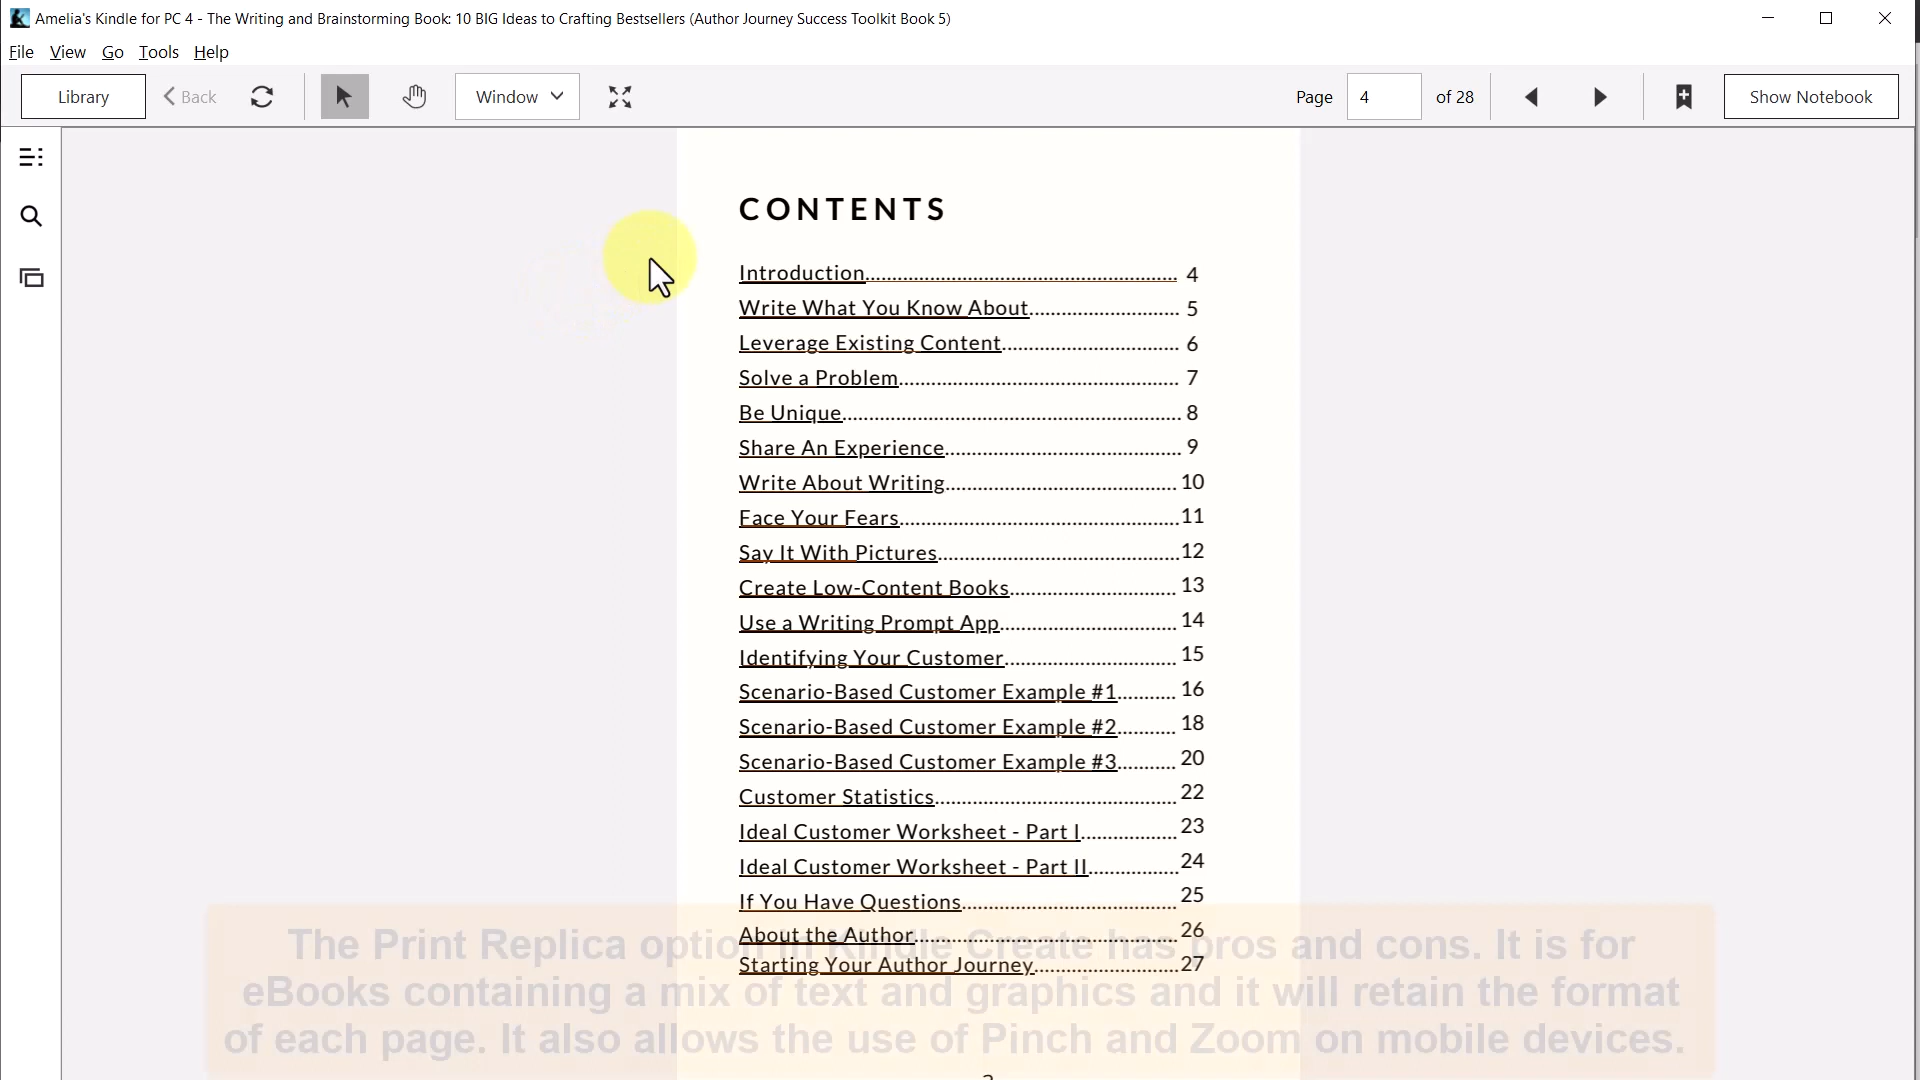 Amelia's Kindle for PC 4 - The Writing and Brainstorming Book: 10 BIG Ideas to Crafting Bestsellers (Author Journey Success Toolkit Book 5)
File View Go Tools Help
Library Back Window Page 4 of 28 Show Notebook
CONTENTS
Introduction........................................................ 4
Write What You Know About........................... 5
Leverage Existing Content................................ 6
Solve a Problem.................................................. 7
Be Unique............................................................ 8
Share An Experience.......................................... 9
Write About Writing......................................... 10
Face Your Fears..................................................11
Say It With Pictures...........................................12
Create Low-Content Books.............................. 13
Use a Writing Prompt App................................ 14
Identifying Your Customer............................... 15
Scenario-Based Customer Example #1.......... 16
Scenario-Based Customer Example #2.......... 18
Scenario-Based Customer Example #3.......... 20
Customer Statistics........................................... 22
Ideal Customer Worksheet - Part I................. 23
Ideal Customer Worksheet - Part II................24
If You Have Questions...................................... 25
About the Author............................................... 26
Starting Your Author Journey.........................27
The Print Replica option in Kindle Create has pros and cons. It is for
eBooks containing a mix of text and graphics and it will retain the format
of each page. It also allows the use of Pinch and Zoom on mobile devices.